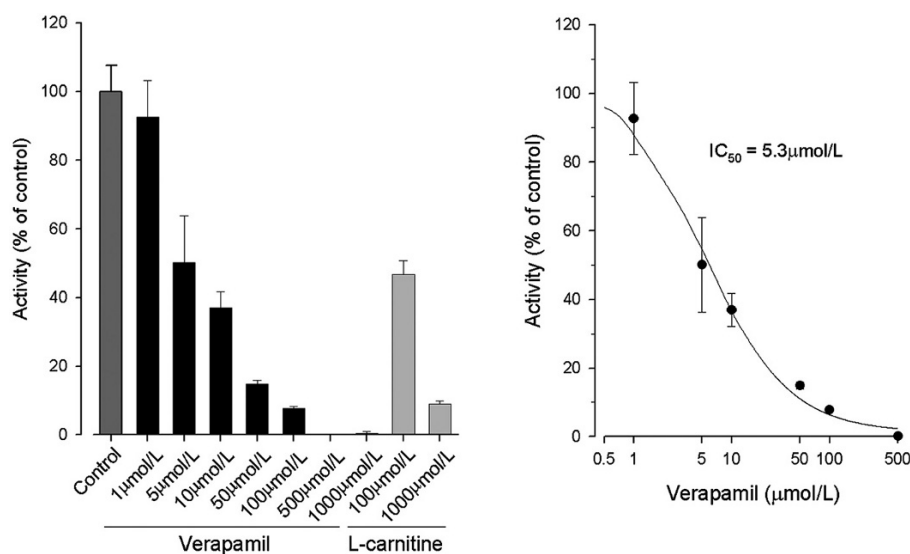 120
100
80
60
40
20
0
Activity (% of control)
Control
1μmol/L
5μmol/L
10μmol/L
50μmol/L
100μmol/L
500μmol/L
1000μmol/L
100μmol/L
1000μmol/L
Verapamil
L-carnitine
120
100
80
60
40
20
0
Activity (% of control)
IC50 = 5.3μmol/L
0.5
1
5
10
50
100
500
Verapamil (μmol/L)